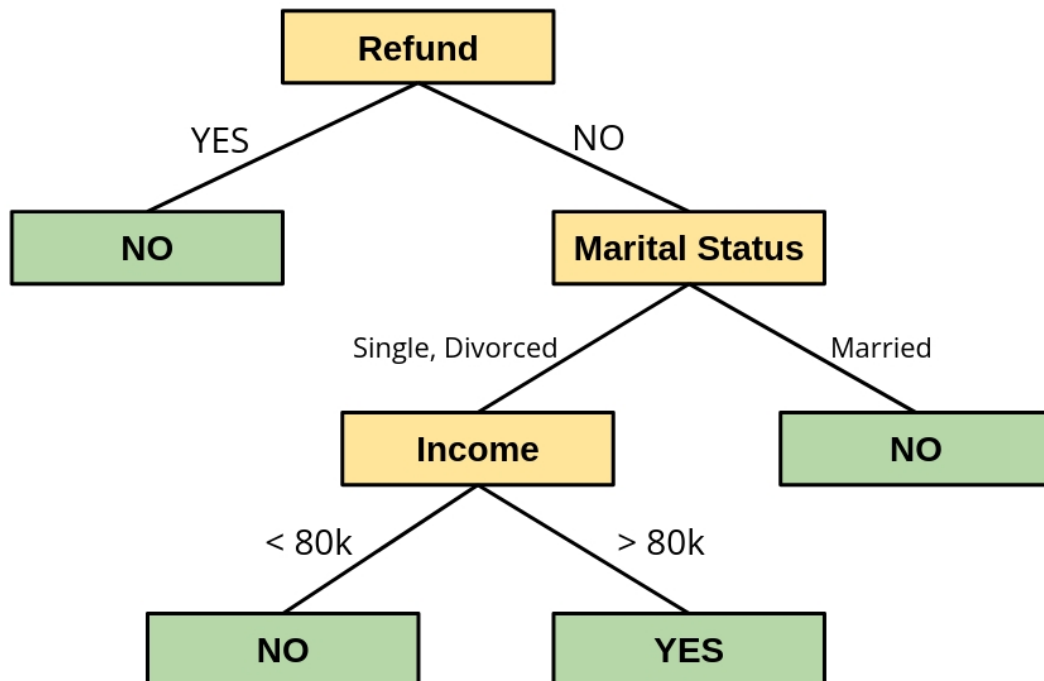 Refund
YES
NO
NO
Marital Status
Single, Divorced
Married
Income
NO
< 80k
> 80k
NO
YES